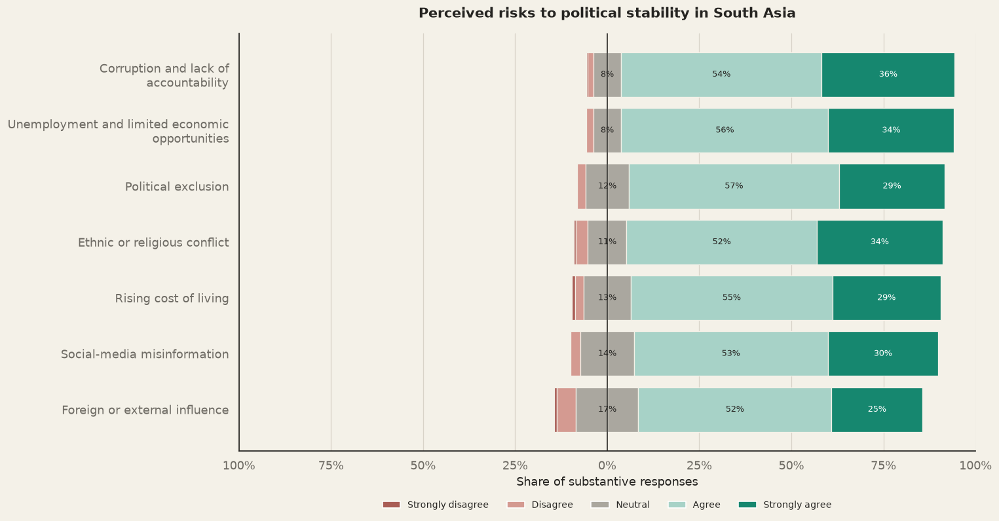 Perceived risks to political stability in South Asia
Corruption and lack of
accountability
8%
54%
36%
Unemployment and limited economic
opportunities
8%
56%
34%
Political exclusion
12%
57%
29%
Ethnic or religious conflict
11%
52%
34%
Rising cost of living
13%
55%
29%
Social-media misinformation
14%
53%
30%
Foreign or external influence
17%
52%
25%
100% 75% 50% 25% 0% 25% 50% 75% 100%
Share of substantive responses
Strongly disagree Disagree Neutral Agree Strongly agree